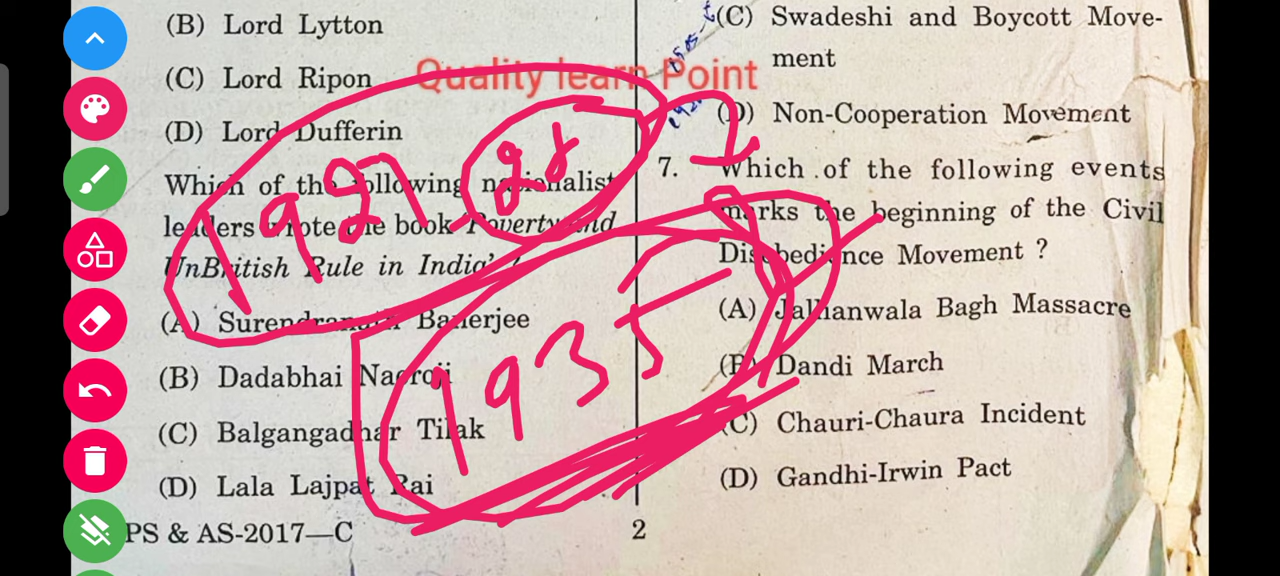 (B) Lord Lytton
(C) Lord Ripon
(D) Lord Dufferin
Which of the following nationalist
leaders wrote the book 'Poverty and
UnBritish Rule in India' ?
(A) Surendranath Banerjee
(B) Dadabhai Naoroji
(C) Balgangadhar Tilak
(D) Lala Lajpat Rai
PS & AS-2017—C
2
Quality learn Point
1927-28
1935
(C) Swadeshi and Boycott Move-
ment
(D) Non-Cooperation Movement
7. Which of the following events
marks the beginning of the Civil
Disobedience Movement ?
(A) Jallianwala Bagh Massacre
(B) Dandi March
(C) Chauri-Chaura Incident
(D) Gandhi-Irwin Pact